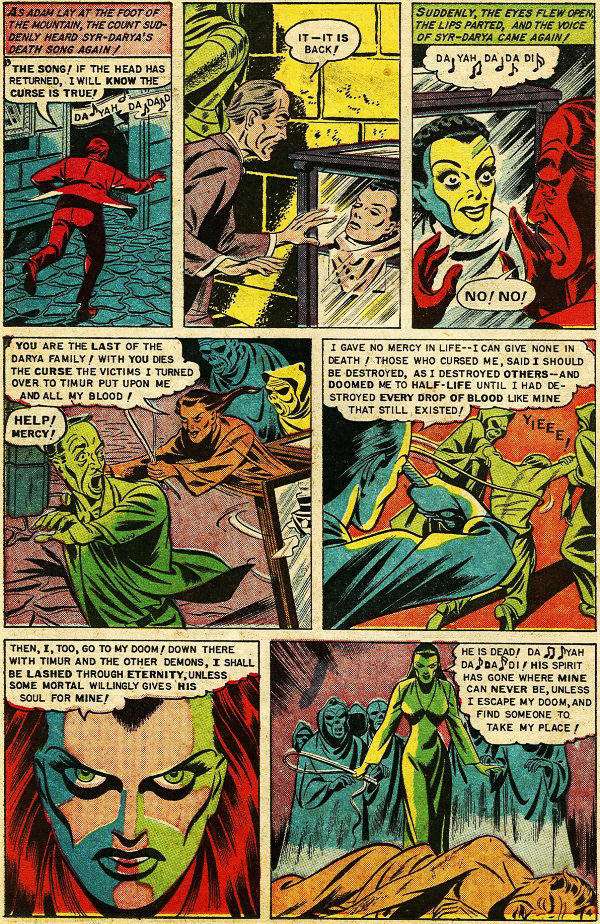 AS ADAM LAY AT THE FOOT OF
THE MOUNTAIN, THE COUNT SUD-
DENLY HEARD SYR-DARYA'S
DEATH SONG AGAIN!
THE SONG! IF THE HEAD HAS
RETURNED, I WILL KNOW THE
CURSE IS TRUE!
DA♪YAH♪ DA♪DA♪D
IT—IT IS
BACK!
SUDDENLY, THE EYES FLEW OPEN,
THE LIPS PARTED, AND THE VOICE
OF SYR-DARYA CAME AGAIN!
DA♪YAH♪
♫ DA♪DA DI♪
NO! NO!
YOU ARE THE LAST OF THE
DARYA FAMILY! WITH YOU DIES
THE CURSE THE VICTIMS I TURNED
OVER TO TIMUR PUT UPON ME
AND ALL MY BLOOD!
HELP!
MERCY!
I GAVE NO MERCY IN LIFE--I CAN GIVE NONE IN
DEATH! THOSE WHO CURSED ME, SAID I SHOULD
BE DESTROYED, AS I DESTROYED OTHERS—AND
DOOMED ME TO HALF-LIFE UNTIL I HAD DE-
STROYED EVERY DROP OF BLOOD LIKE MINE
THAT STILL EXISTED!
YIEEE!
THEN, I, TOO, GO TO MY DOOM! DOWN THERE
WITH TIMUR AND THE OTHER DEMONS, I SHALL
BE LASHED THROUGH ETERNITY, UNLESS
SOME MORTAL WILLINGLY GIVES HIS
SOUL FOR MINE!
HE IS DEAD! DA♫♪YAH
DA♪DA♪DI! HIS SPIRIT
HAS GONE WHERE MINE
CAN NEVER BE, UNLESS
I ESCAPE MY DOOM, AND
FIND SOMEONE TO
TAKE MY PLACE!